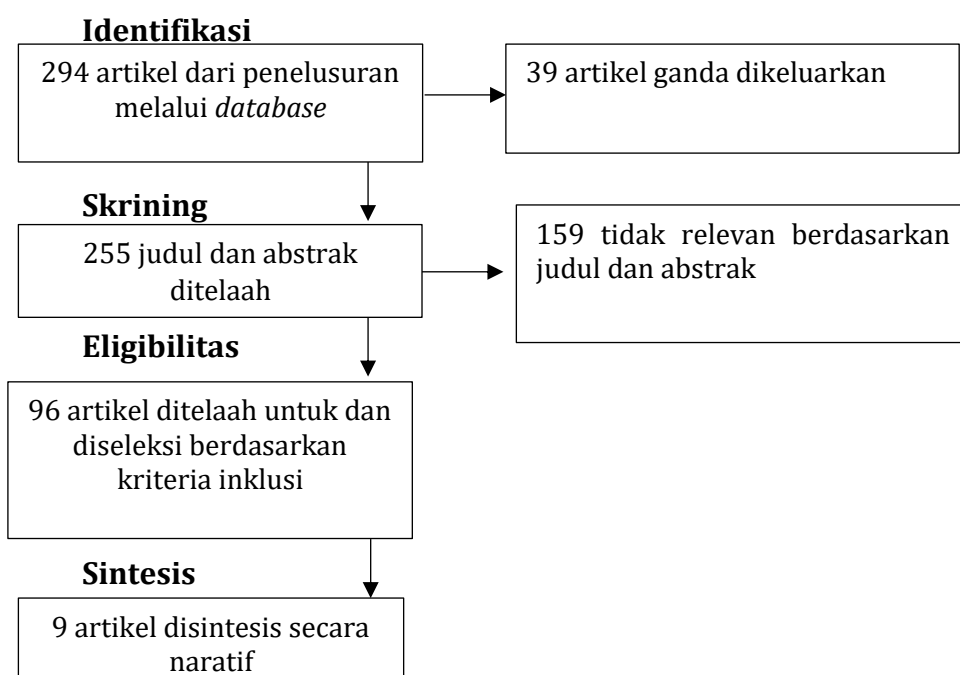 Identifikasi
294 artikel dari penelusuran
melalui database
39 artikel ganda dikeluarkan
Skrining
255 judul dan abstrak
ditelaah
159 tidak relevan berdasarkan
judul dan abstrak
Eligibilitas
96 artikel ditelaah untuk dan
diseleksi berdasarkan
kriteria inklusi
Sintesis
9 artikel disintesis secara
naratif